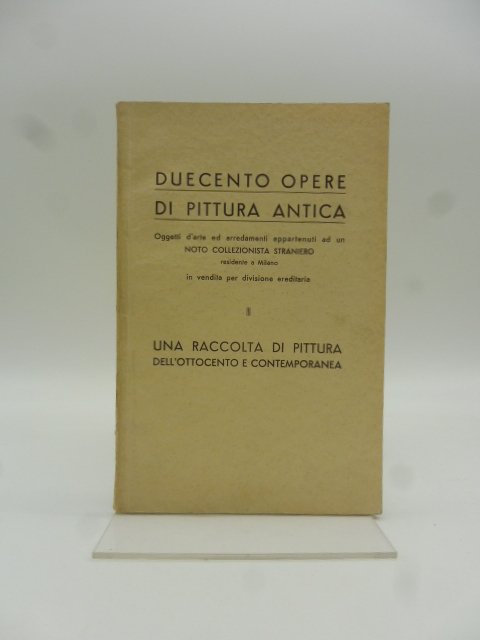 DUECENTO OPERE
DI PITTURA ANTICA
Oggetti d'arte ed arredamenti appartenuti ad un
NOTO COLLEZIONISTA STRANIERO
residente a Milano
in vendita per divisione ereditaria
UNA RACCOLTA DI PITTURA
DELL'OTTOCENTO E CONTEMPORANEA